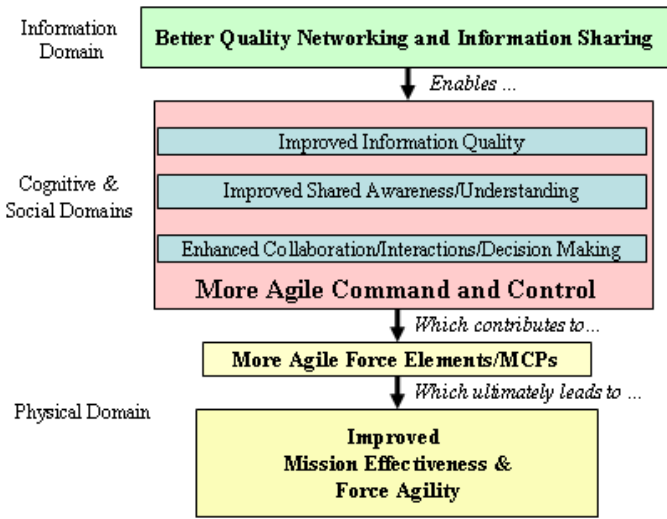 Information
Domain
Better Quality Networking and Information Sharing
Enables ...
Cognitive &
Social Domains
Improved Information Quality
Improved Shared Awareness/Understanding
Enhanced Collaboration/Interactions/Decision Making
More Agile Command and Control
Which contributes to...
More Agile Force Elements/MCPs
Which ultimately leads to ...
Physical Domain
Improved
Mission Effectiveness &
Force Agility